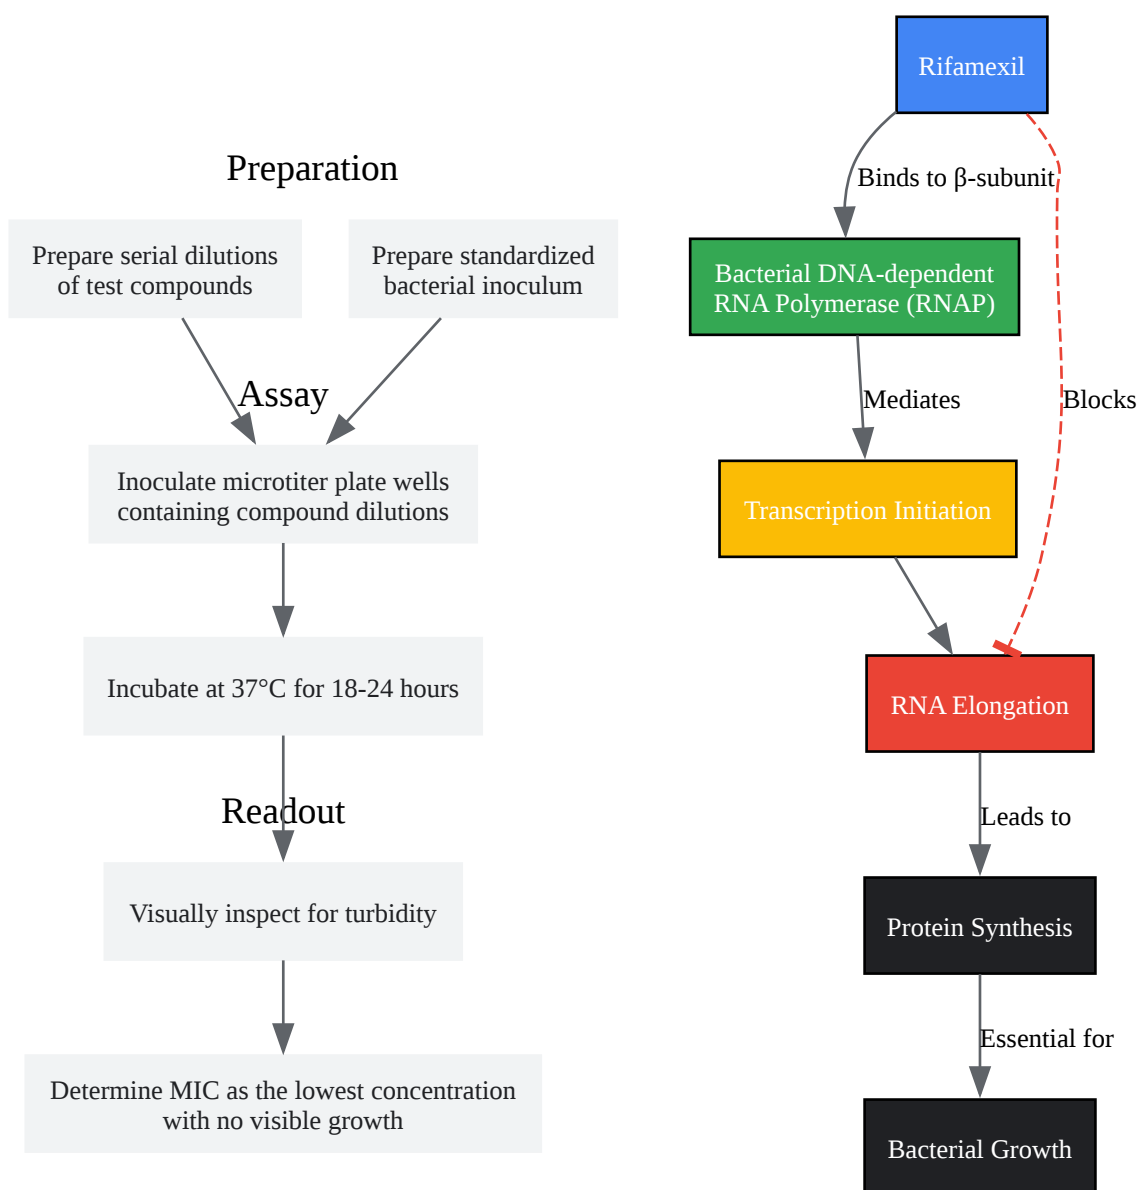 Preparation
Prepare serial dilutions
of test compounds
Prepare standardized
bacterial inoculum
Assay
Inoculate microtiter plate wells
containing compound dilutions
Incubate at 37°C for 18-24 hours
Readout
Visually inspect for turbidity
Determine MIC as the lowest concentration
with no visible growth
Rifamexil
Binds to β-subunit
Bacterial DNA-dependent
RNA Polymerase (RNAP)
Mediates
Blocks
Transcription Initiation
RNA Elongation
Leads to
Protein Synthesis
Essential for
Bacterial Growth